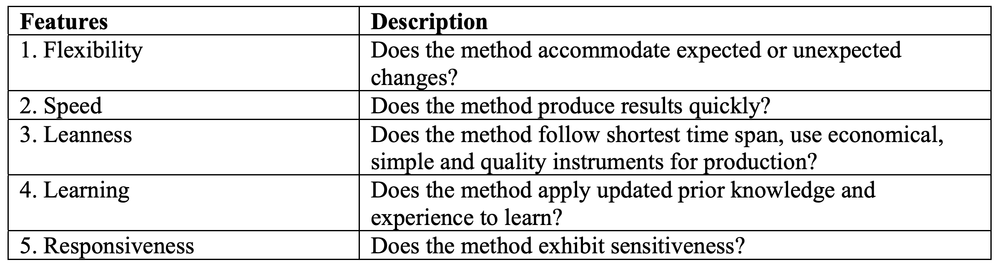 Features
Description
1. Flexibility
Does the method accommodate expected or unexpected
changes?
2. Speed
Does the method produce results quickly?
3. Leanness
Does the method follow shortest time span, use economical,
simple and quality instruments for production?
4. Learning
Does the method apply updated prior knowledge and
experience to learn?
5. Responsiveness
Does the method exhibit sensitiveness?